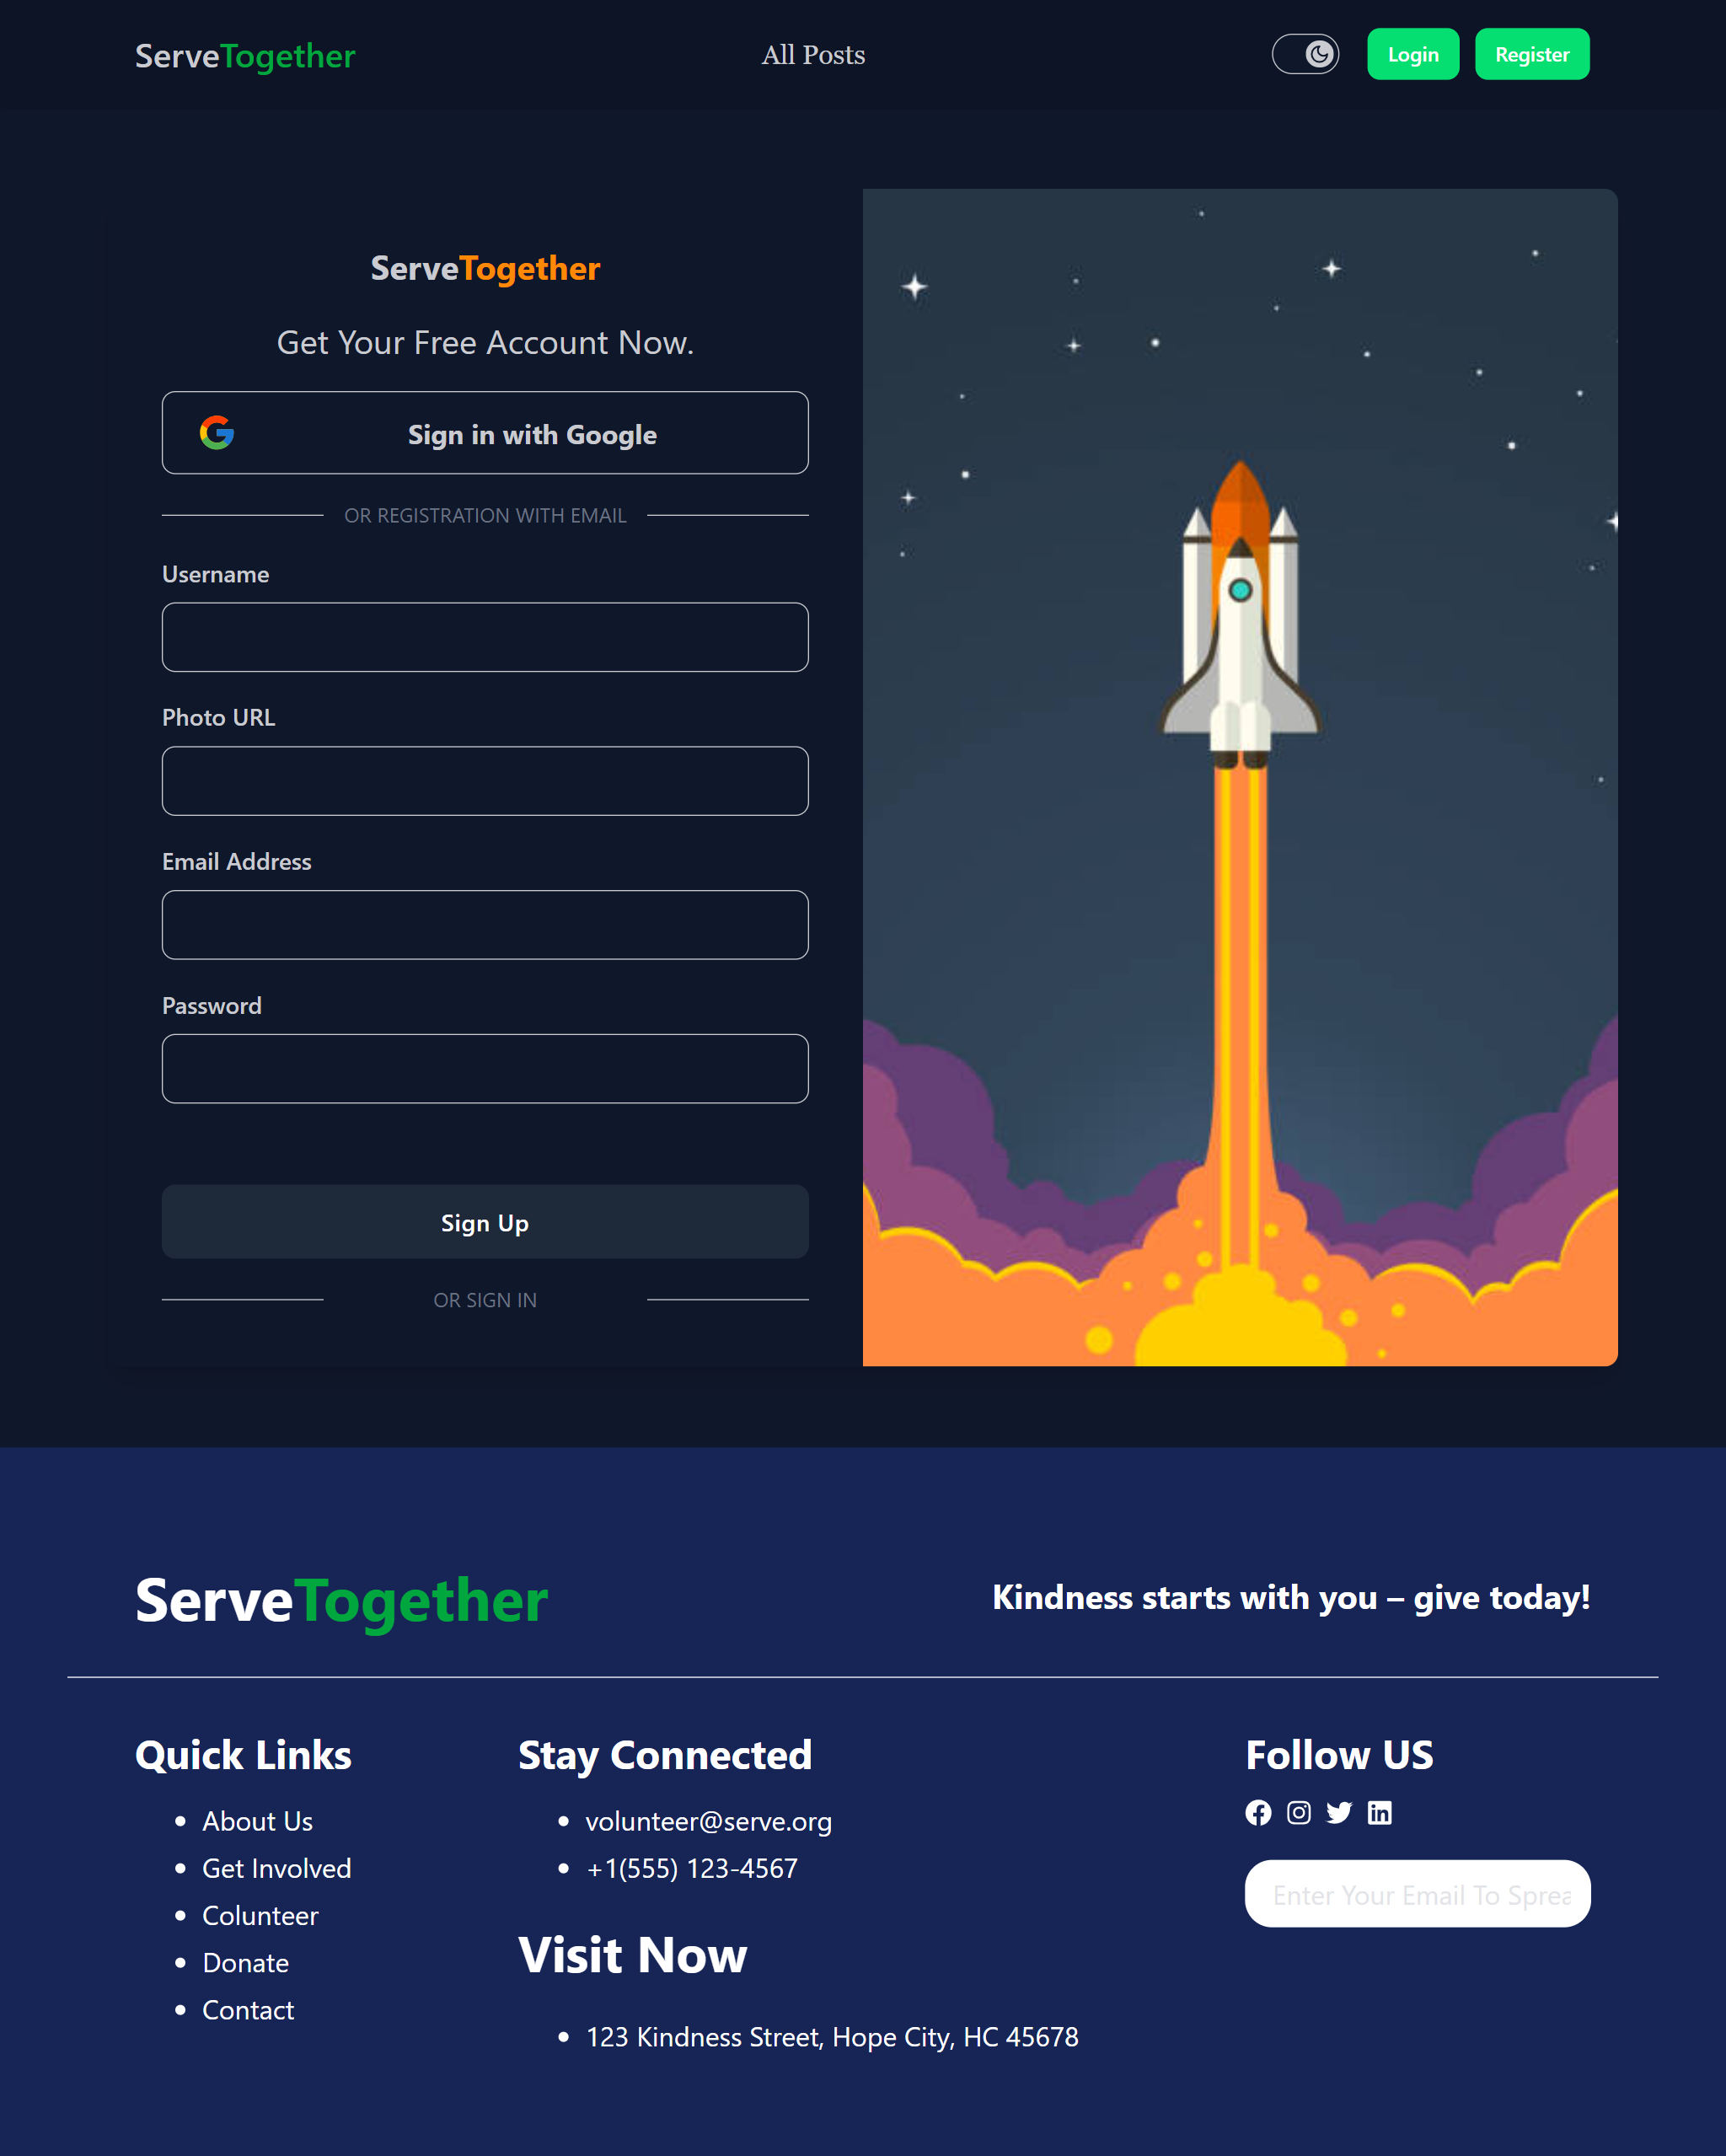 ServeTogether
All Posts
Login
Register
ServeTogether
Get Your Free Account Now.
Sign in with Google
OR REGISTRATION WITH EMAIL
Username
Photo URL
Email Address
Password
Sign Up
OR SIGN IN
ServeTogether
Kindness starts with you – give today!
Quick Links
About Us
Get Involved
Colunteer
Donate
Contact
Stay Connected
volunteer@serve.org
+1(555) 123-4567
Visit Now
123 Kindness Street, Hope City, HC 45678
Follow US
Enter Your Email To Sprea